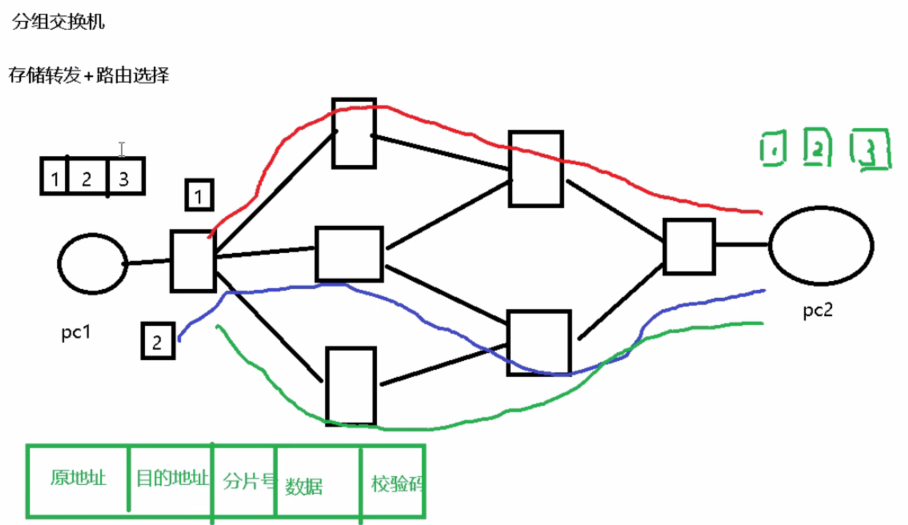 分组交换机
存储转发+路由选择
1 2 3
1
1 2 3
pc1
2
pc2
原地址 目的地址 分片号 数据 校验码